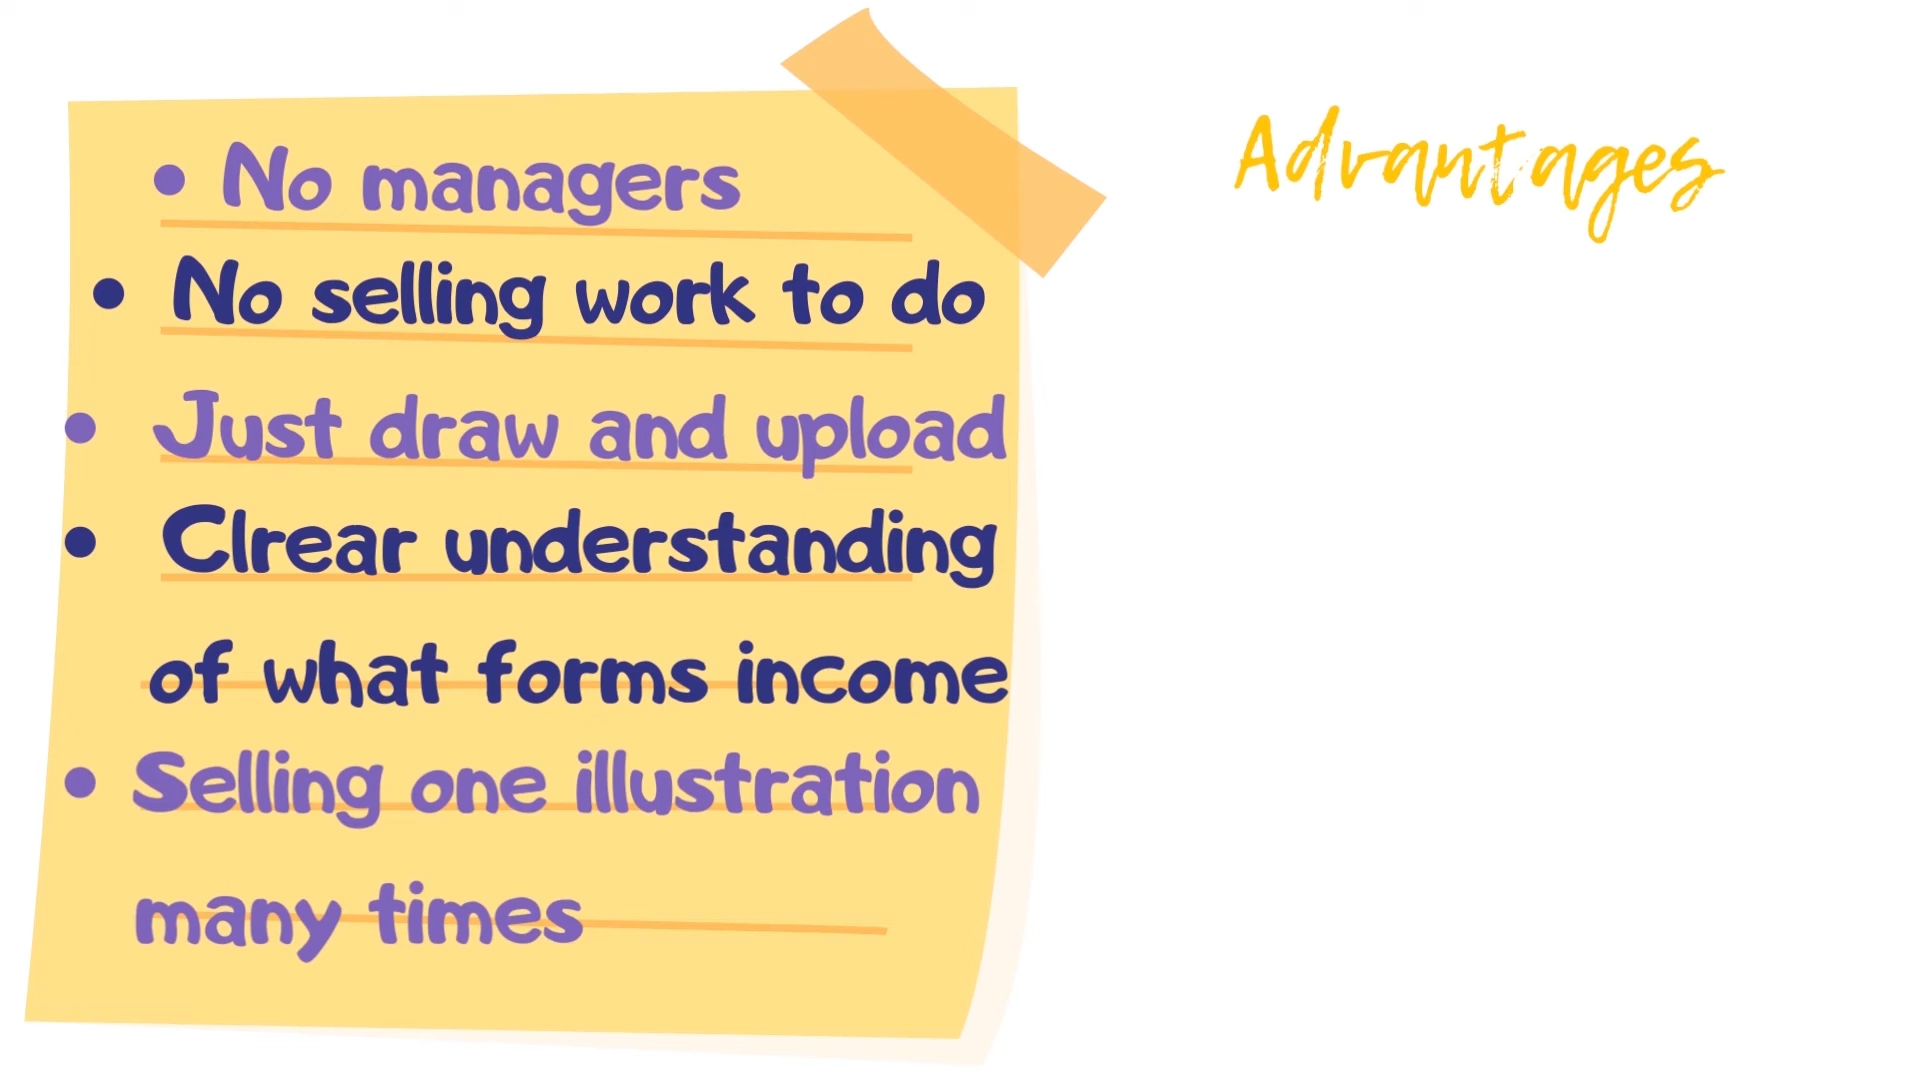 Advantages
• No managers
• No selling work to do
• Just draw and upload
• Clrear understanding
of what forms income
• Selling one illustration
many times